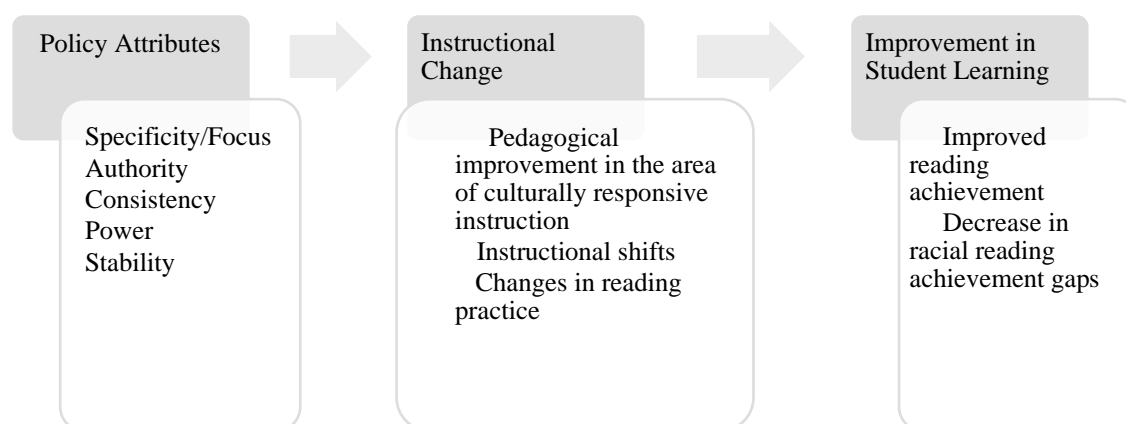 Policy Attributes
Specificity/Focus
Authority
Consistency
Power
Stability
Instructional
Change
Pedagogical
improvement in the area
of culturally responsive
instruction
Instructional shifts
Changes in reading
practice
Improvement in
Student Learning
Improved
reading
achievement
Decrease in
racial reading
achievement gaps